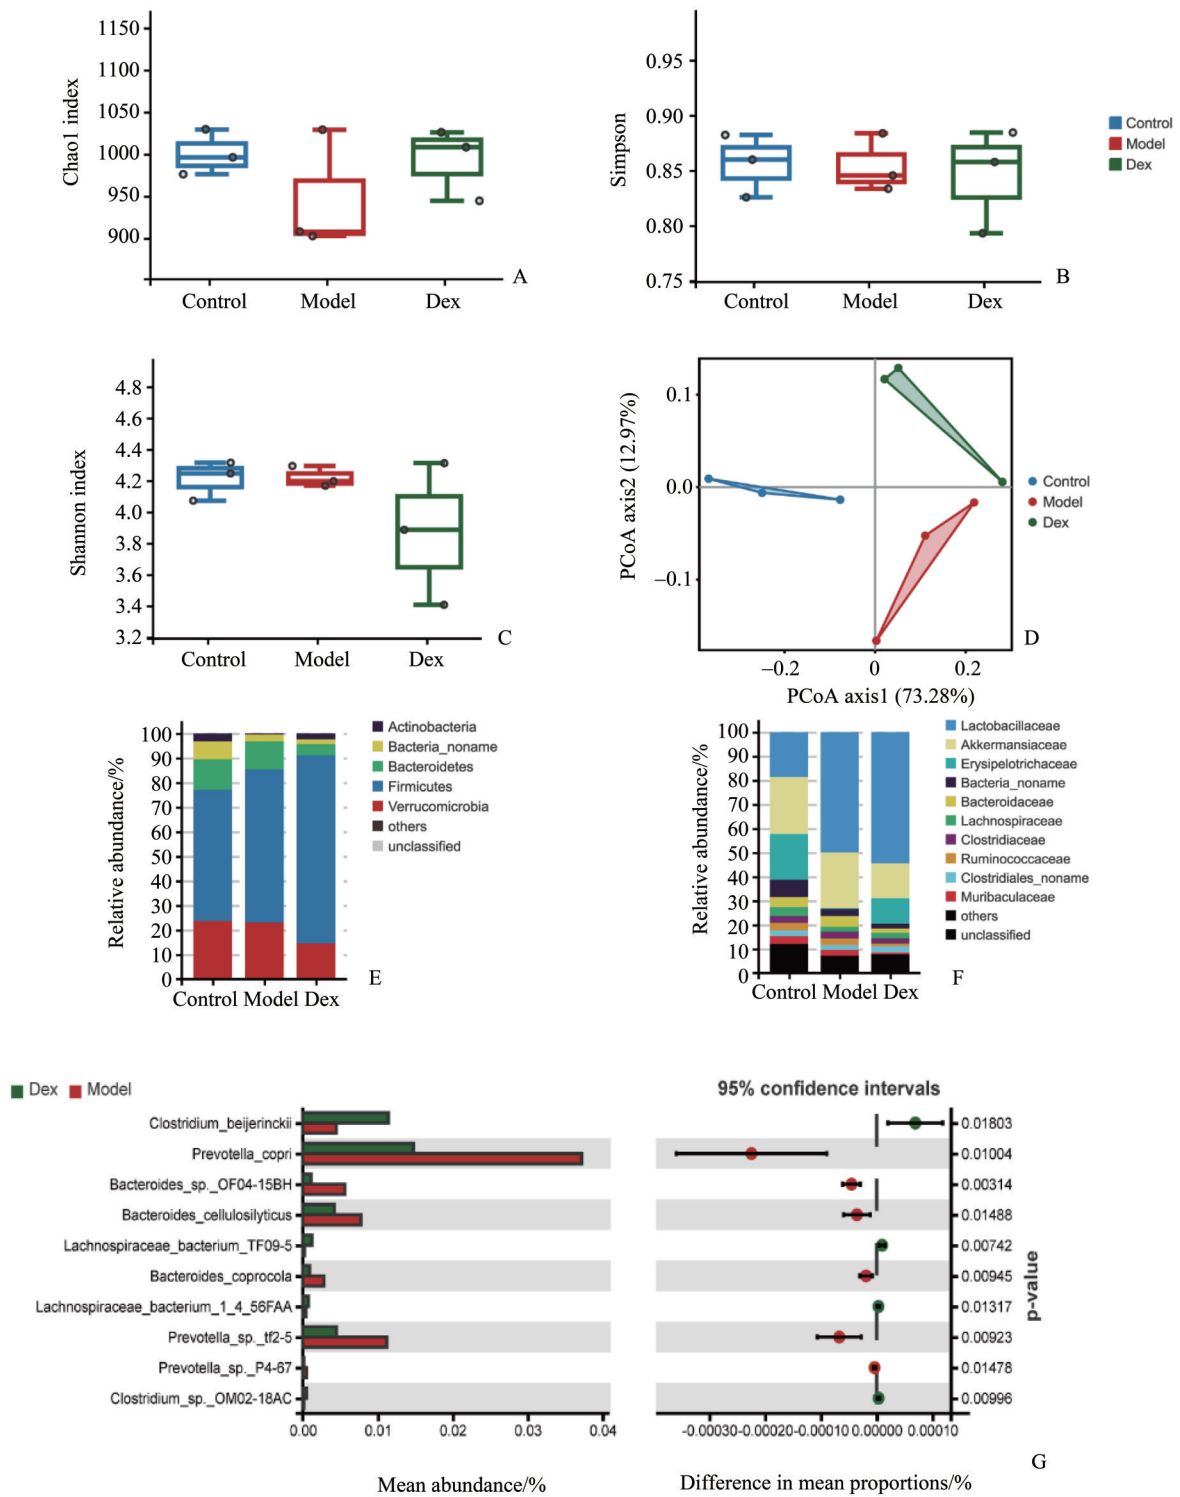 1150
1100
1050
1000
950
900
Chao1 index
Control
Model
Dex
A
0.95
0.90
0.85
0.80
0.75
Simpson
Control
Model
Dex
B
Control
Model
Dex
4.8
4.6
4.4
4.2
4.0
3.8
3.6
3.4
3.2
Shannon index
Control
Model
Dex
C
0.1
0.0
−0.1
PCoA axis2 (12.97%)
−0.2
0
0.2
PCoA axis1 (73.28%)
Control
Model
Dex
D
100
90
80
70
60
50
40
30
20
10
0
Relative abundance/%
Control Model Dex
Actinobacteria
Bacteria_noname
Bacteroidetes
Firmicutes
Verrucomicrobia
others
unclassified
E
100
90
80
70
60
50
40
30
20
10
0
Relative abundance/%
Control Model Dex
Lactobacillaceae
Akkermansiaceae
Erysipelotrichaceae
Bacteria_noname
Bacteroidaceae
Lachnospiraceae
Clostridiaceae
Ruminococcaceae
Clostridiales_noname
Muribaculaceae
others
unclassified
F
Dex Model
95% confidence intervals
Clostridium_beijerinckii 0.01803
Prevotella_copri 0.01004
Bacteroides_sp._OF04-15BH 0.00314
Bacteroides_cellulosilyticus 0.01488
Lachnospiraceae_bacterium_TF09-5 0.00742
Bacteroides_coprocola 0.00945
Lachnospiraceae_bacterium_1_4_56FAA 0.01317
Prevotella_sp._tf2-5 0.00923
Prevotella_sp._P4-67 0.01478
Clostridium_sp._OM02-18AC 0.00996
p-value
0.00 0.01 0.02 0.03 0.04
-0.00030 -0.00020 -0.00010 0.00000 0.00010
Mean abundance/%
Difference in mean proportions/%
G